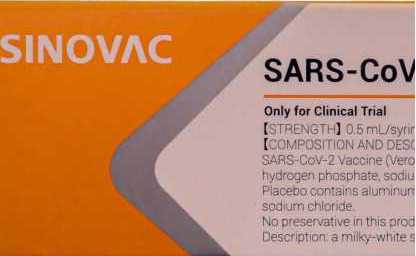 SINOVAC
SARS-CoV
Only for Clinical Trial
【STRENGTH】 0.5 mL/syrin
【COMPOSITION AND DESC
SARS-CoV-2 Vaccine (Vero
hydrogen phosphate, sodiu
Placebo contains aluminum
sodium chloride.
No preservative in this prod
Description: a milky-white s